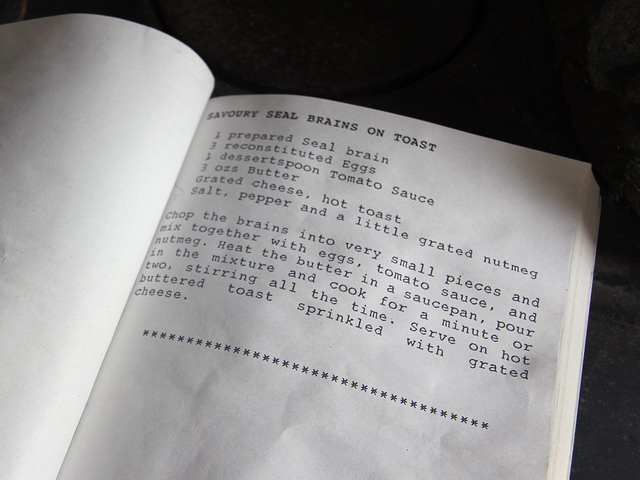 SAVOURY SEAL BRAINS ON TOAST
1 prepared Seal brain
3 reconstituted Eggs
1 dessertspoon Tomato Sauce
3 ozs Butter
Grated cheese, hot toast
Salt, pepper and a little grated nutmeg
Chop the brains into very small pieces and
mix together with eggs, tomato sauce, and
nutmeg. Heat the butter in a saucepan, pour
in the mixture and cook for a minute or
two, stirring all the time. Serve on hot
buttered toast sprinkled with grated
cheese.
****************************************